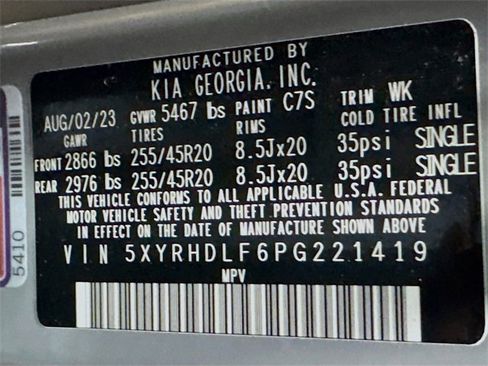 MANUFACTURED BY
KIA GEORGIA, INC.
AUG/02/23 GVWR 5467 lbs PAINT C7S TRIM WK
GAWR TIRES RIMS COLD TIRE INFL
FRONT 2866 lbs 255/45R20 8.5Jx20 35psi SINGLE
REAR 2976 lbs 255/45R20 8.5Jx20 35psi SINGLE
THIS VEHICLE CONFORMS TO ALL APPLICABLE U.S.A. FEDERAL
MOTOR VEHICLE SAFETY AND THEFT PREVENTION STANDARDS
IN EFFECT ON THE DATE OF MANUFACTURE SHOWN ABOVE.
VIN 5XYRHDLF6PG221419
MPV
5410